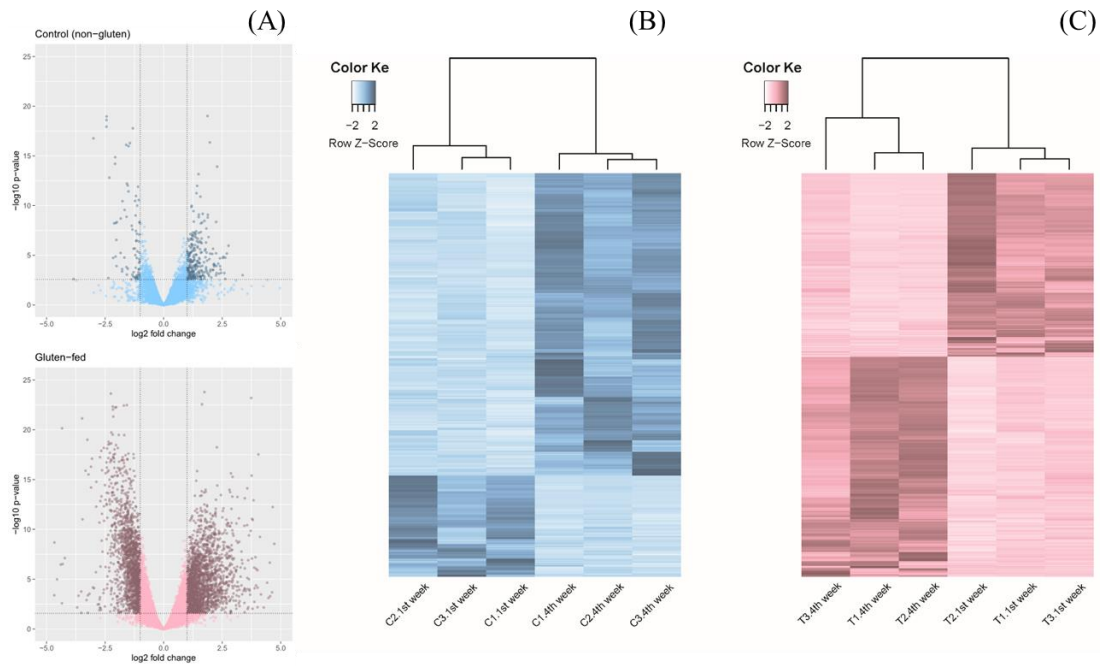 (A)
Control (non-gluten)
25
20
15
10
5
0
−log10 p-value
−5.0 −2.5 0.0 2.5 5.0
log2 fold change
Gluten-fed
25
20
15
10
5
0
−log10 p-value
−5.0 −2.5 0.0 2.5 5.0
log2 fold change
(B)
Color Ke
−2 2
Row Z-Score
C2.1st week
C3.1st week
C1.1st week
C1.4th week
C2.4th week
C3.4th week
(C)
Color Ke
−2 2
Row Z-Score
T3.4th week
T1.4th week
T2.4th week
T2.1st week
T1.1st week
T3.1st week